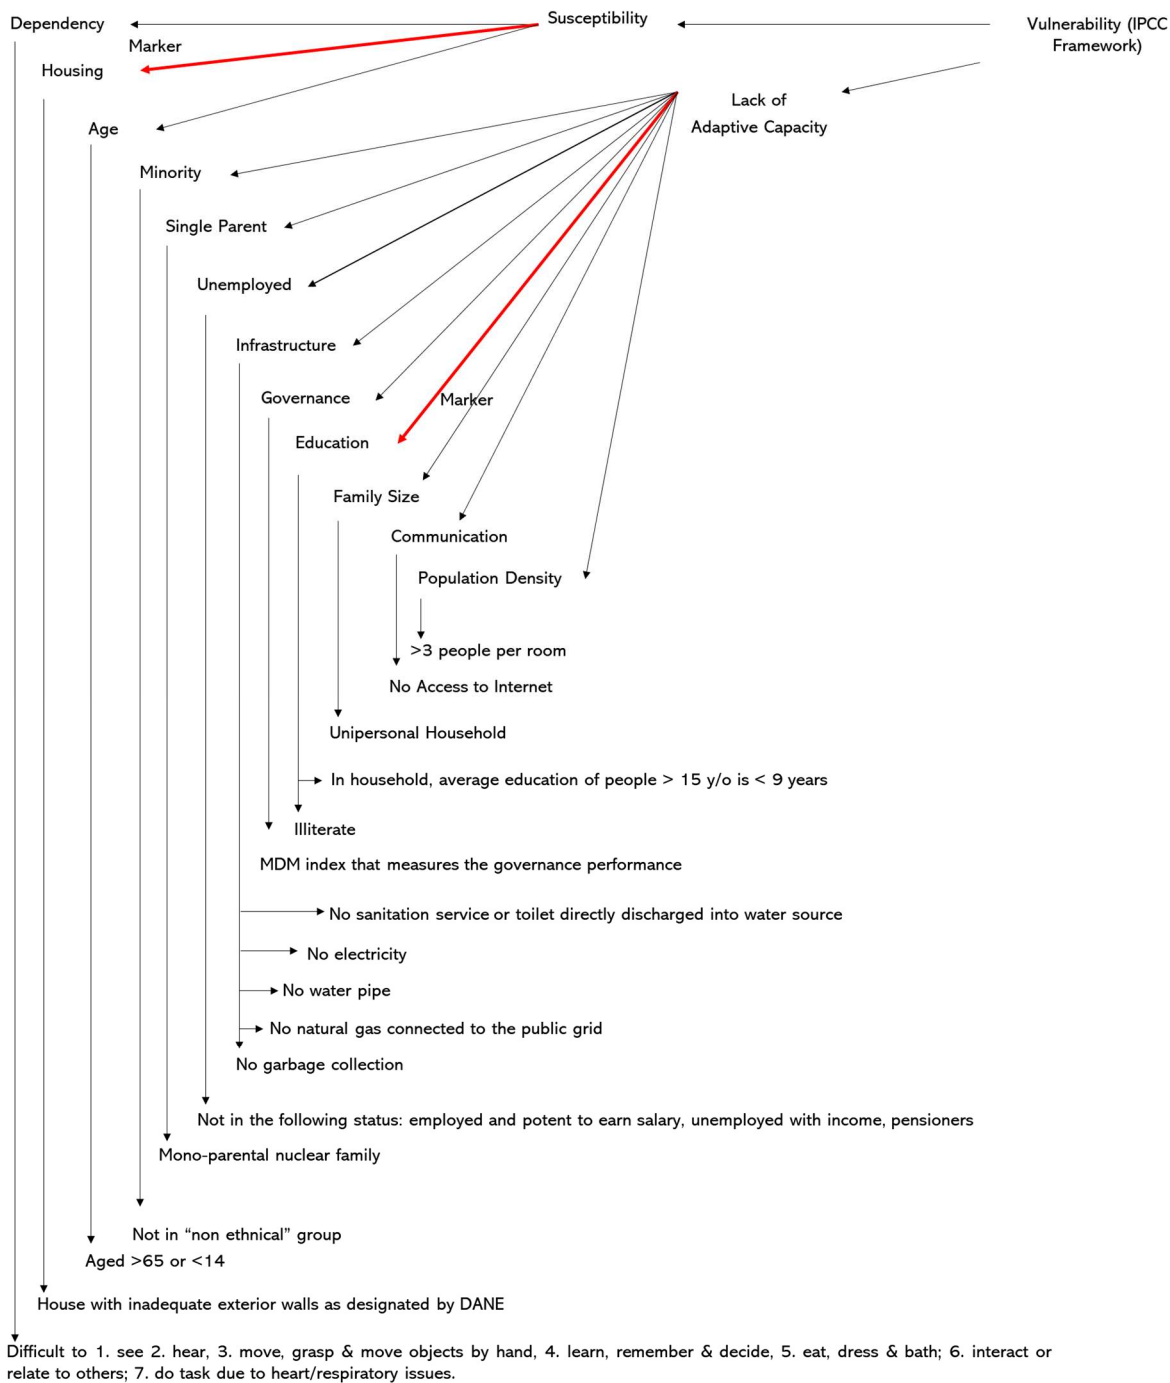 Dependency
Susceptibility
Vulnerability (IPCC
Framework)
Marker
Housing
Lack of
Adaptive Capacity
Age
Minority
Single Parent
Unemployed
Infrastructure
Governance
Marker
Education
Family Size
Communication
Population Density
>3 people per room
No Access to Internet
Unipersonal Household
In household, average education of people > 15 y/o is < 9 years
Illiterate
MDM index that measures the governance performance
No sanitation service or toilet directly discharged into water source
No electricity
No water pipe
No natural gas connected to the public grid
No garbage collection
Not in the following status: employed and potent to earn salary, unemployed with income, pensioners
Mono-parental nuclear family
Not in “non ethnical” group
Aged >65 or <14
House with inadequate exterior walls as designated by DANE
Difficult to 1. see 2. hear, 3. move, grasp & move objects by hand, 4. learn, remember & decide, 5. eat, dress & bath; 6. interact or
relate to others; 7. do task due to heart/respiratory issues.